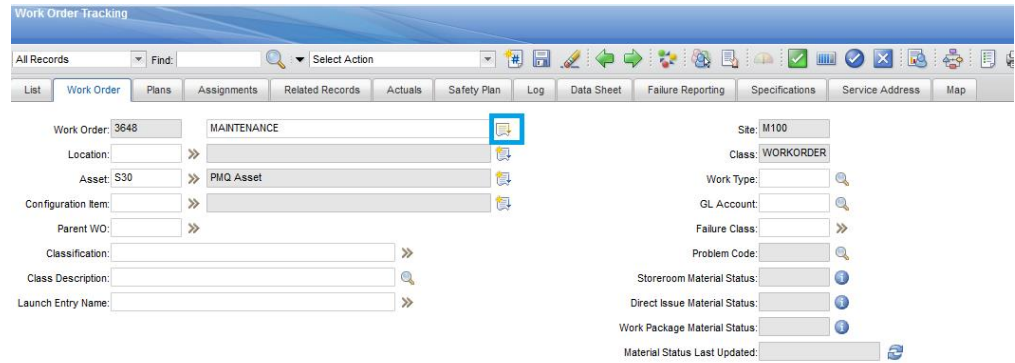 Work Order Tracking
All Records Find: Select Action
List Work Order Plans Assignments Related Records Actuals Safety Plan Log Data Sheet Failure Reporting Specifications Service Address Map
Work Order: 3648 MAINTENANCE Site: M100
Location: Class: WORKORDER
Asset: S30 PMQ Asset Work Type:
Configuration Item: GL Account:
Parent WO: Failure Class:
Classification: Problem Code:
Class Description: Storeroom Material Status:
Launch Entry Name: Direct Issue Material Status:
Work Package Material Status:
Material Status Last Updated: